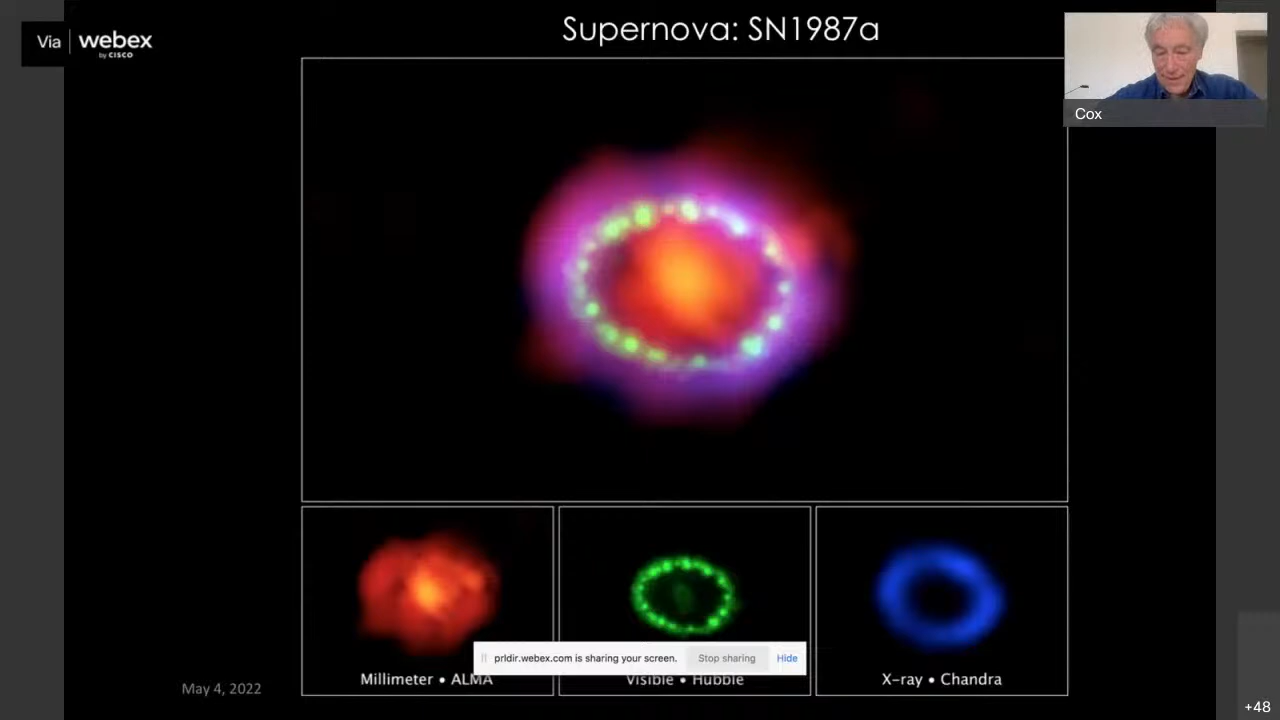 Supernova: SN1987a
Via webex
by CISCO
Cox
prldir.webex.com is sharing your screen. Stop sharing Hide
Millimeter • ALMA
Visible • Hubble
X-ray • Chandra
May 4, 2022
+48